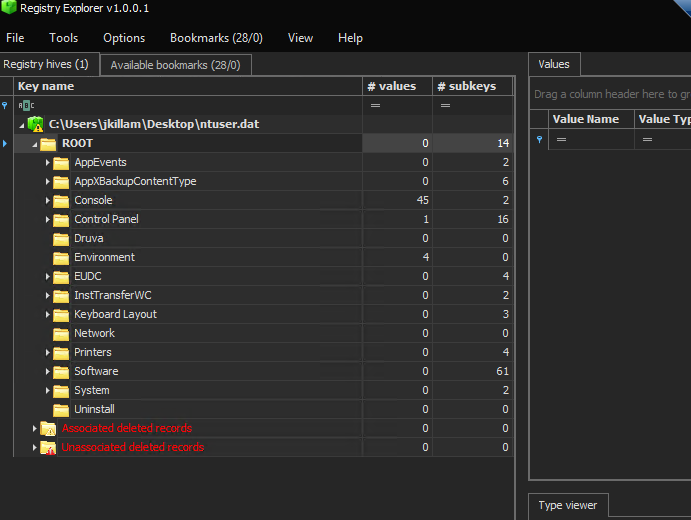 Registry Explorer v1.0.0.1
File Tools Options Bookmarks (28/0) View Help
Registry hives (1) Available bookmarks (28/0) Values
Key name # values # subkeys
Drag a column header here to gr
Value Name Value Typ
ABC = = = =
C:\Users\jkillam\Desktop\ntuser.dat
ROOT 0 14
AppEvents 0 2
AppXBackupContentType 0 6
Console 45 2
Control Panel 1 16
Druva 0 0
Environment 4 0
EUDC 0 4
InstTransferWC 0 2
Keyboard Layout 0 3
Network 0 0
Printers 0 4
Software 0 61
System 0 2
Uninstall 0 0
Associated deleted records 0 0
Unassociated deleted records 0 0
Type viewer